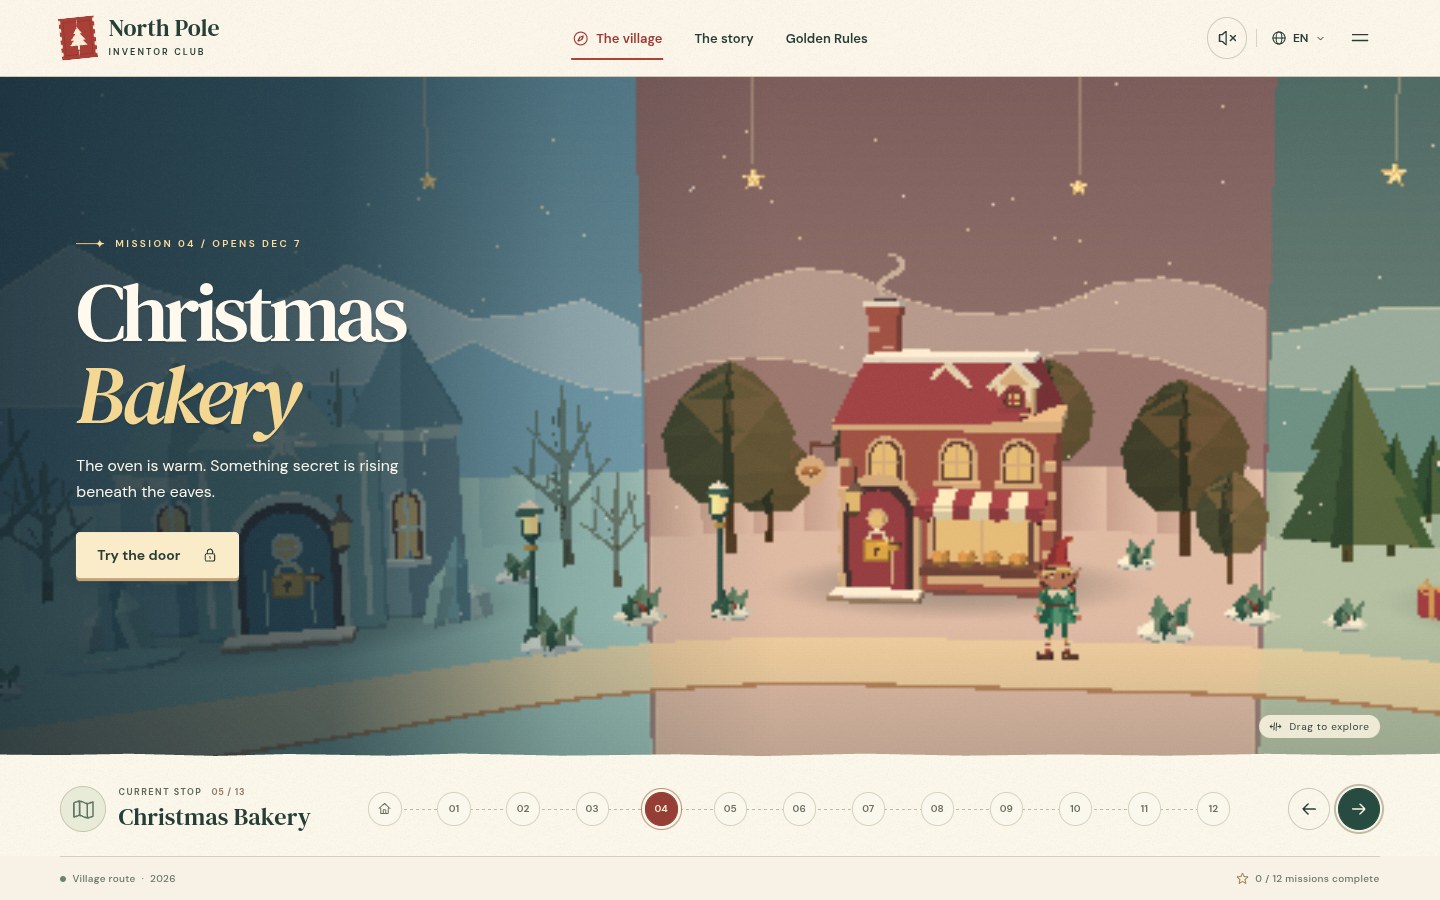 North Pole
INVENTOR CLUB
The village
The story
Golden Rules
EN
MISSION 04 / OPENS DEC 7
Christmas
Bakery
The oven is warm. Something secret is rising
beneath the eaves.
Try the door
Drag to explore
CURRENT STOP 05 / 13
Christmas Bakery
01 02 03 04 05 06 07 08 09 10 11 12
Village route · 2026
0 / 12 missions complete